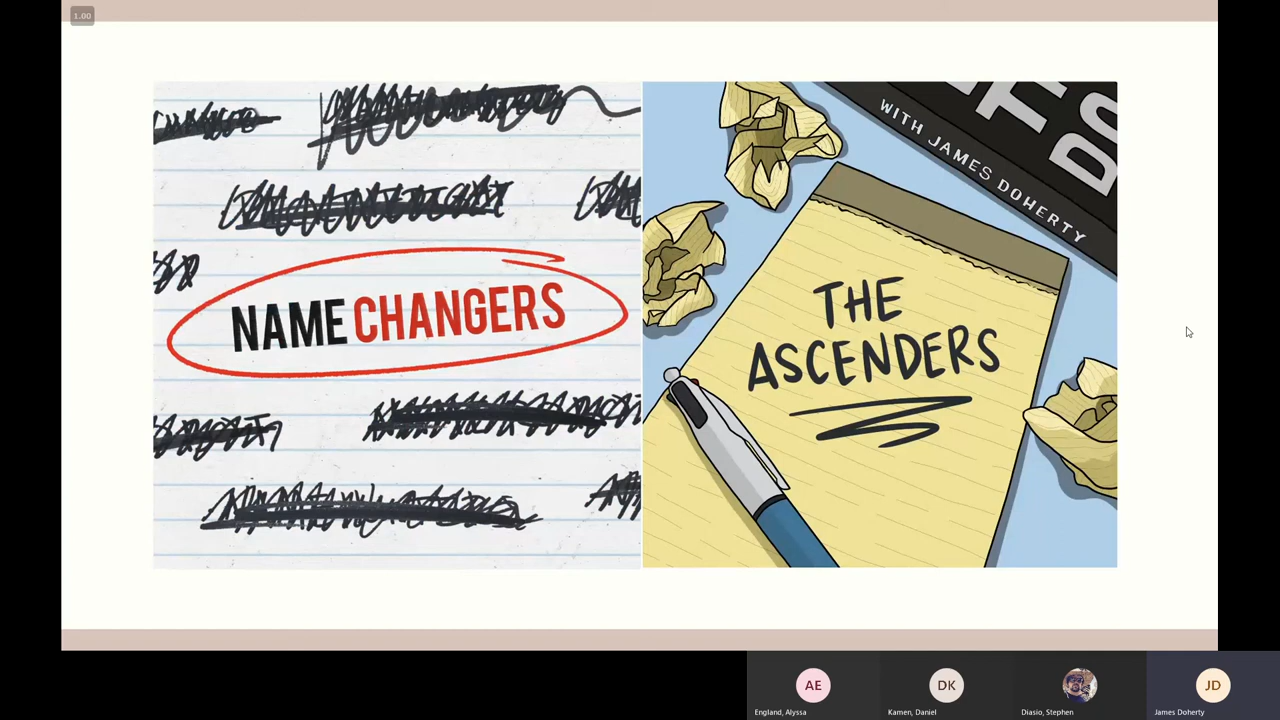 1.00
NAME CHANGERS
WITH JAMES DOHERTY
THE
ASCENDERS
AE
DK
JD
England, Alyssa
Kamen, Daniel
Diasio, Stephen
James Doherty